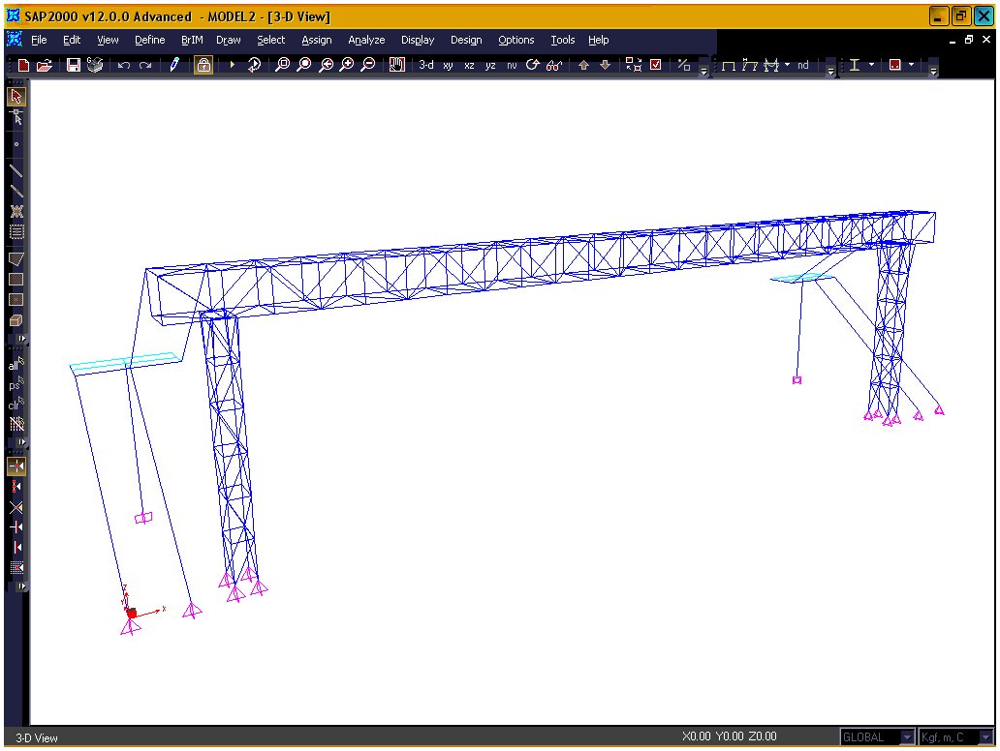 SAP2000 v12.0.0 Advanced - MODEL2 - [3-D View]
File Edit View Define BrIM Draw Select Assign Analyze Display Design Options Tools Help
3-d xy xz yz nv nd
all
ps
clr
Z
Y
X
3-D View X0.00 Y0.00 Z0.00 GLOBAL Kgf, m, C